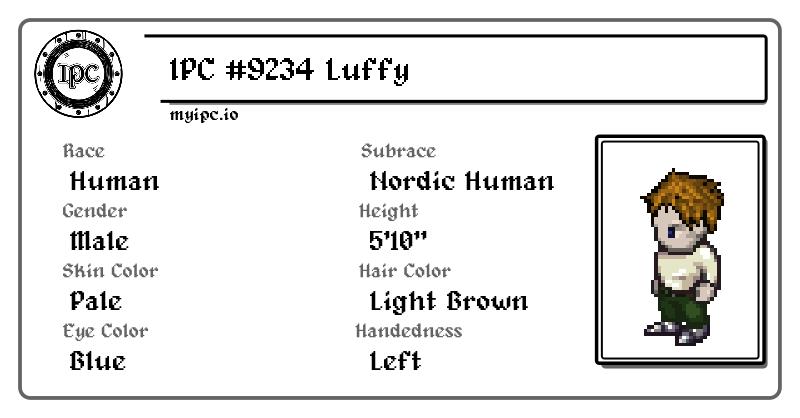 IPC
IPC #9234 Luffy
myipc.io
Race
Human
Subrace
Nordic Human
Gender
Male
Height
5'10"
Skin Color
Pale
Hair Color
Light Brown
Eye Color
Blue
Handedness
Left